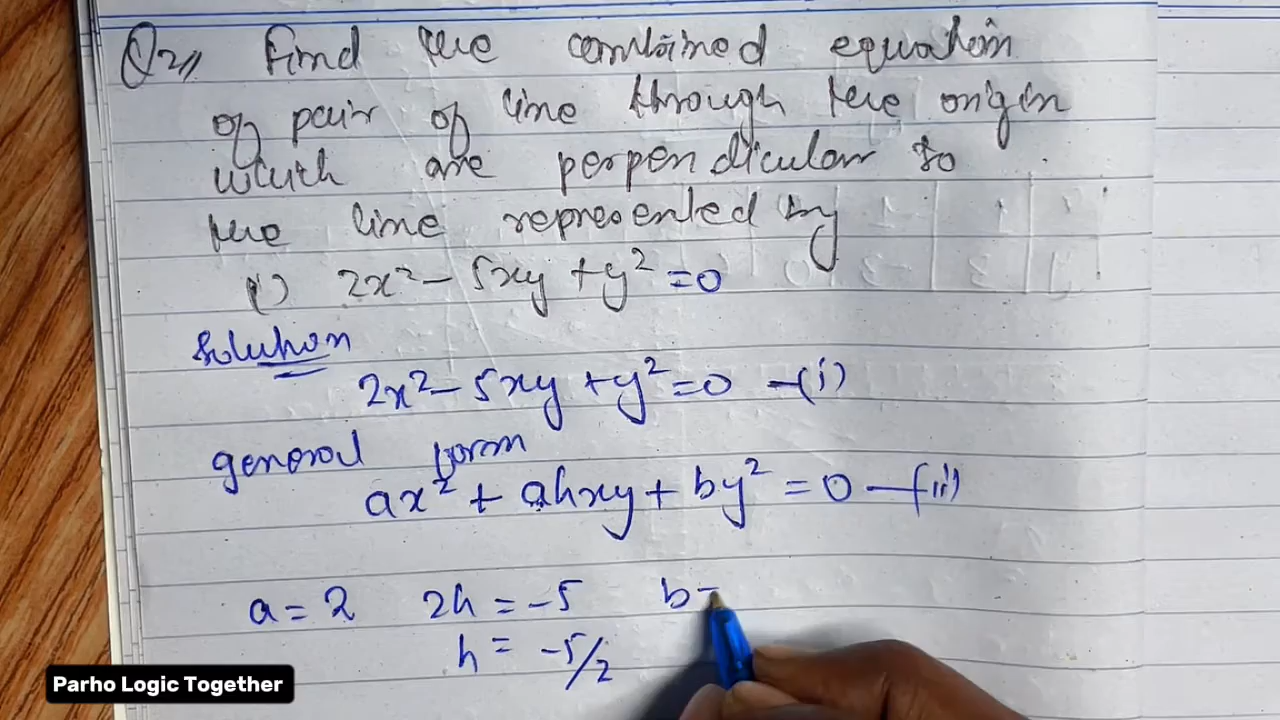 Q2// Find the combined equation
of pair of line through the origin
which are perpendicular to
the line represented by
(i) 2x² - 5xy + y² = 0
Solution
2x² - 5xy + y² = 0 -(i)
general form
ax² + 2hxy + by² = 0 -(ii)
a = 2 2h = -5 b =
h = -5/2
Parho Logic Together